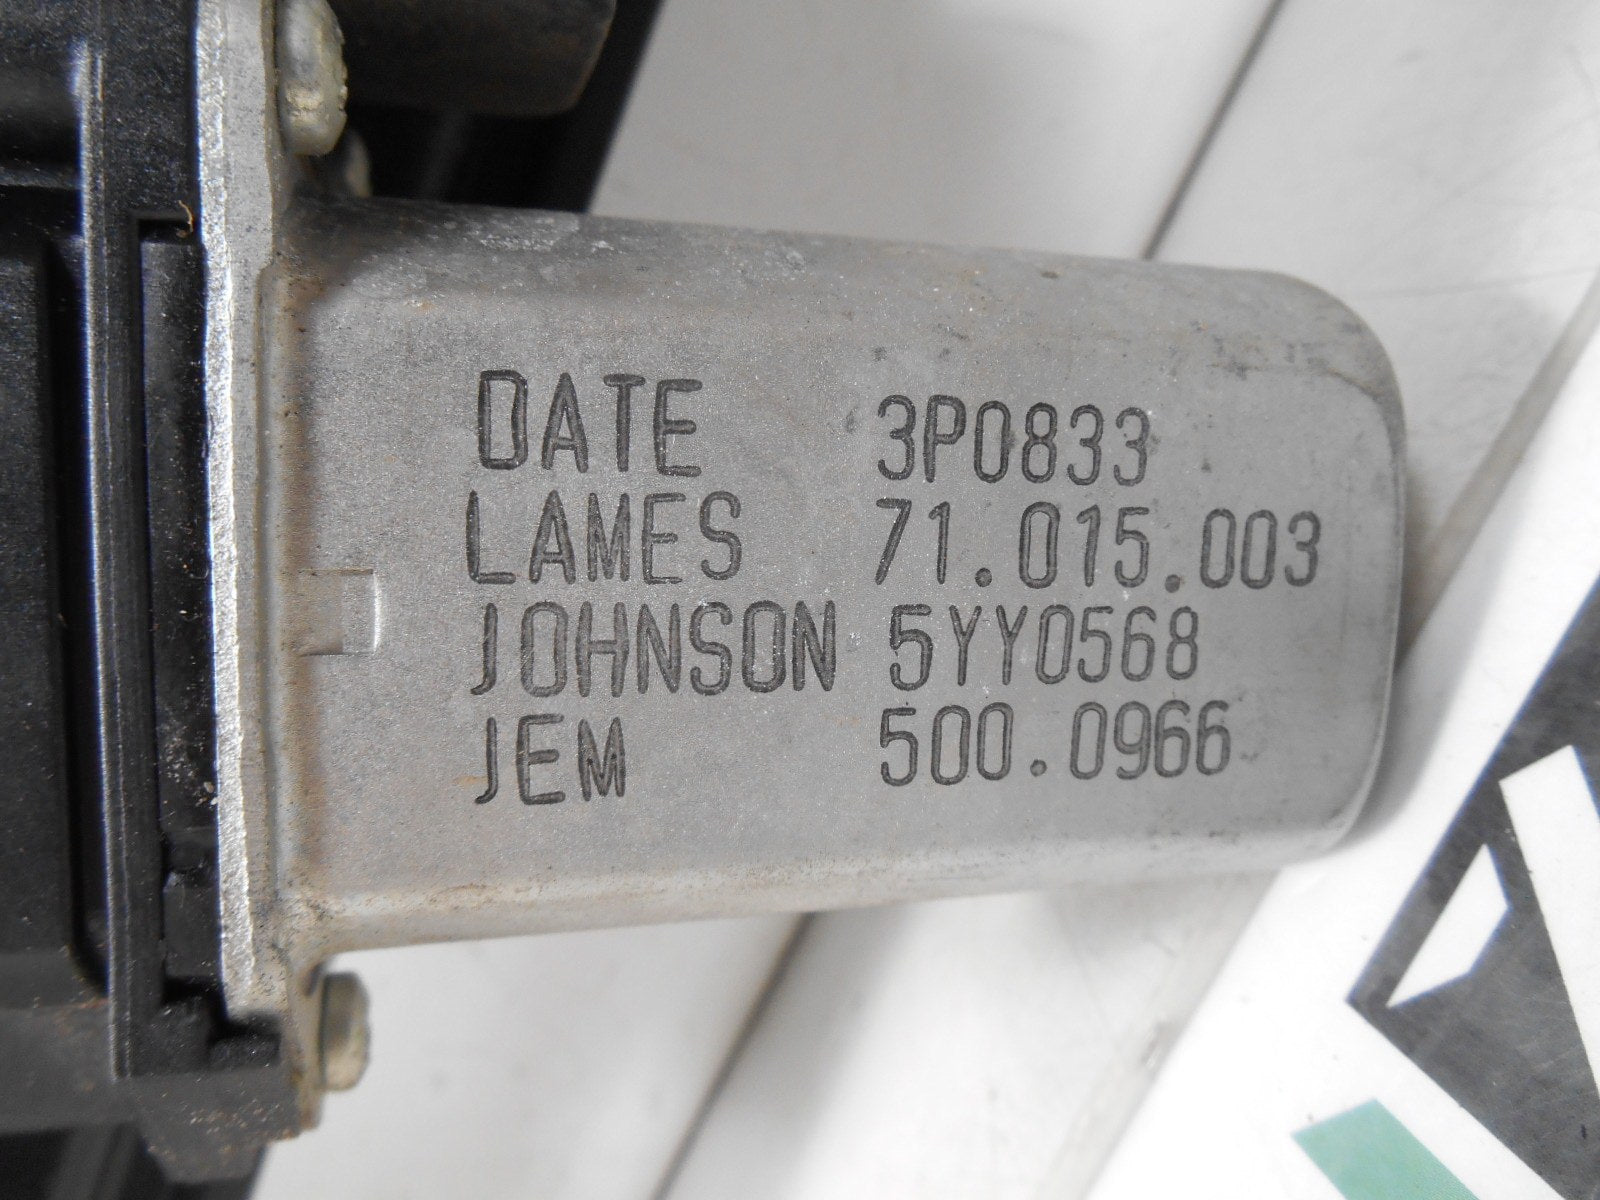 DATE 3P0833
LAMES 71.015.003
JOHNSON 5YY0568
JEM 500.0966